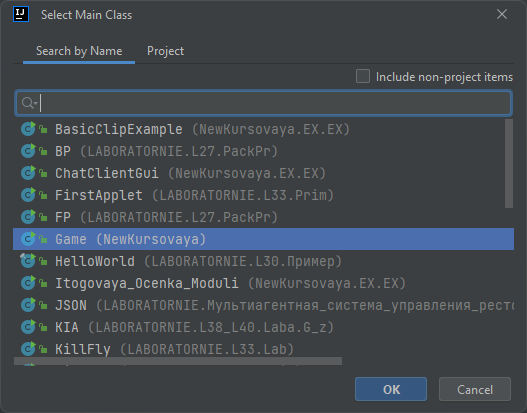 IJ
Select Main Class
Search by Name Project
Include non-project items
BasicClipExample (NewKursovaya.EX.EX)
BP (LABORATORNIE.L27.PackPr)
ChatClientGui (NewKursovaya.EX.EX)
FirstApplet (LABORATORNIE.L33.Prim)
FP (LABORATORNIE.L27.PackPr)
Game (NewKursovaya)
HelloWorld (LABORATORNIE.L30.Пример)
Itogovaya_Ocenka_Moduli (NewKursovaya.EX.EX)
JSON (LABORATORNIE.Мультиагентная_система_управления_ресто
KIA (LABORATORNIE.L38_L40.Laba.G_z)
KillFly (LABORATORNIE.L33.Lab)
OK Cancel